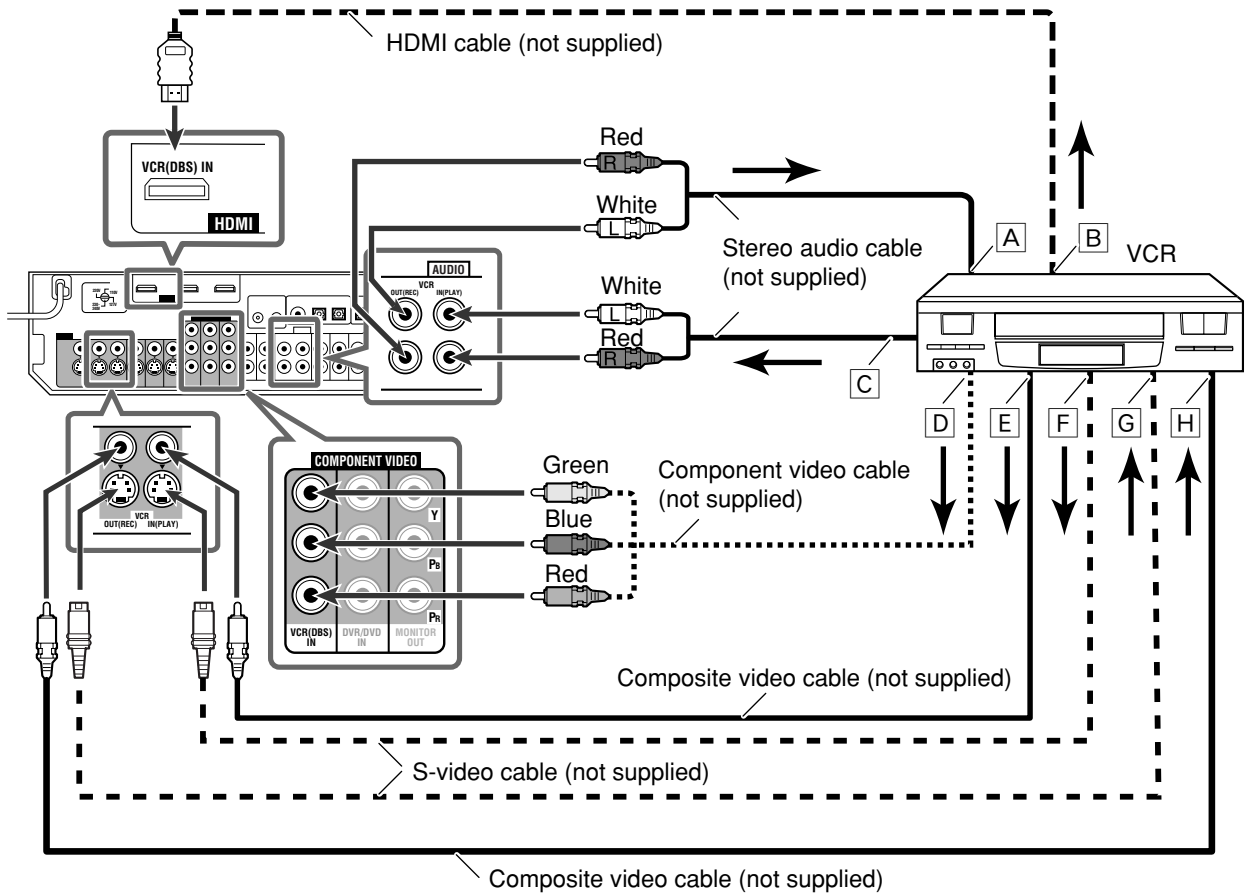 HDMI cable (not supplied)
VCR(DBS) IN
HDMI
Red
R
White
L
Stereo audio cable
(not supplied)
A
B
VCR
AUDIO
VCR
OUT(REC)
IN(PLAY)
White
L
Red
R
C
D
E
F
G
H
VCR
OUT(REC)
IN(PLAY)
COMPONENT VIDEO
Y
PB
PR
VCR(DBS)
IN
DVR/DVD
IN
MONITOR
OUT
Green
Blue
Red
Component video cable
(not supplied)
Composite video cable (not supplied)
S-video cable (not supplied)
Composite video cable (not supplied)